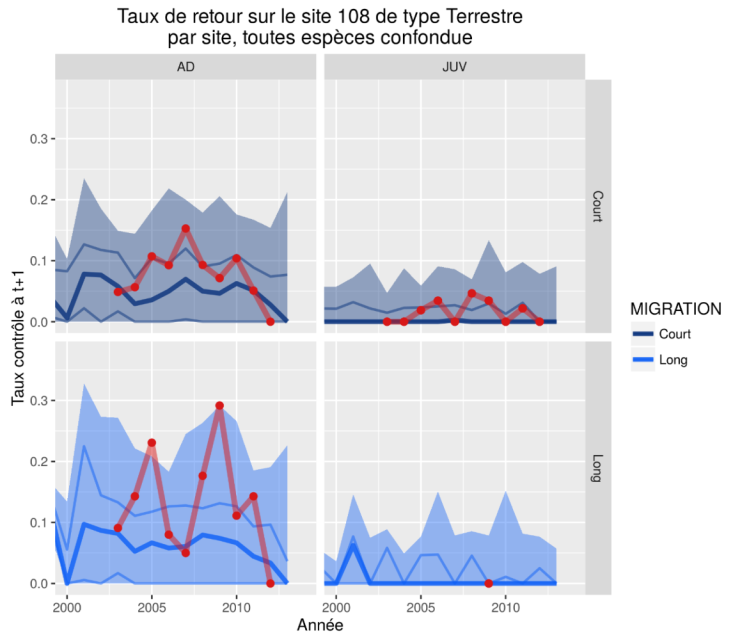 Taux de retour sur le site 108 de type Terrestre
par site, toutes espèces confondue
AD
JUV
Taux contrôle à t+1
0.3
0.2
0.1
0.0
Court
0.3
0.2
0.1
0.0
Long
2000
2005
2010
2000
2005
2010
Année
MIGRATION
Court
Long